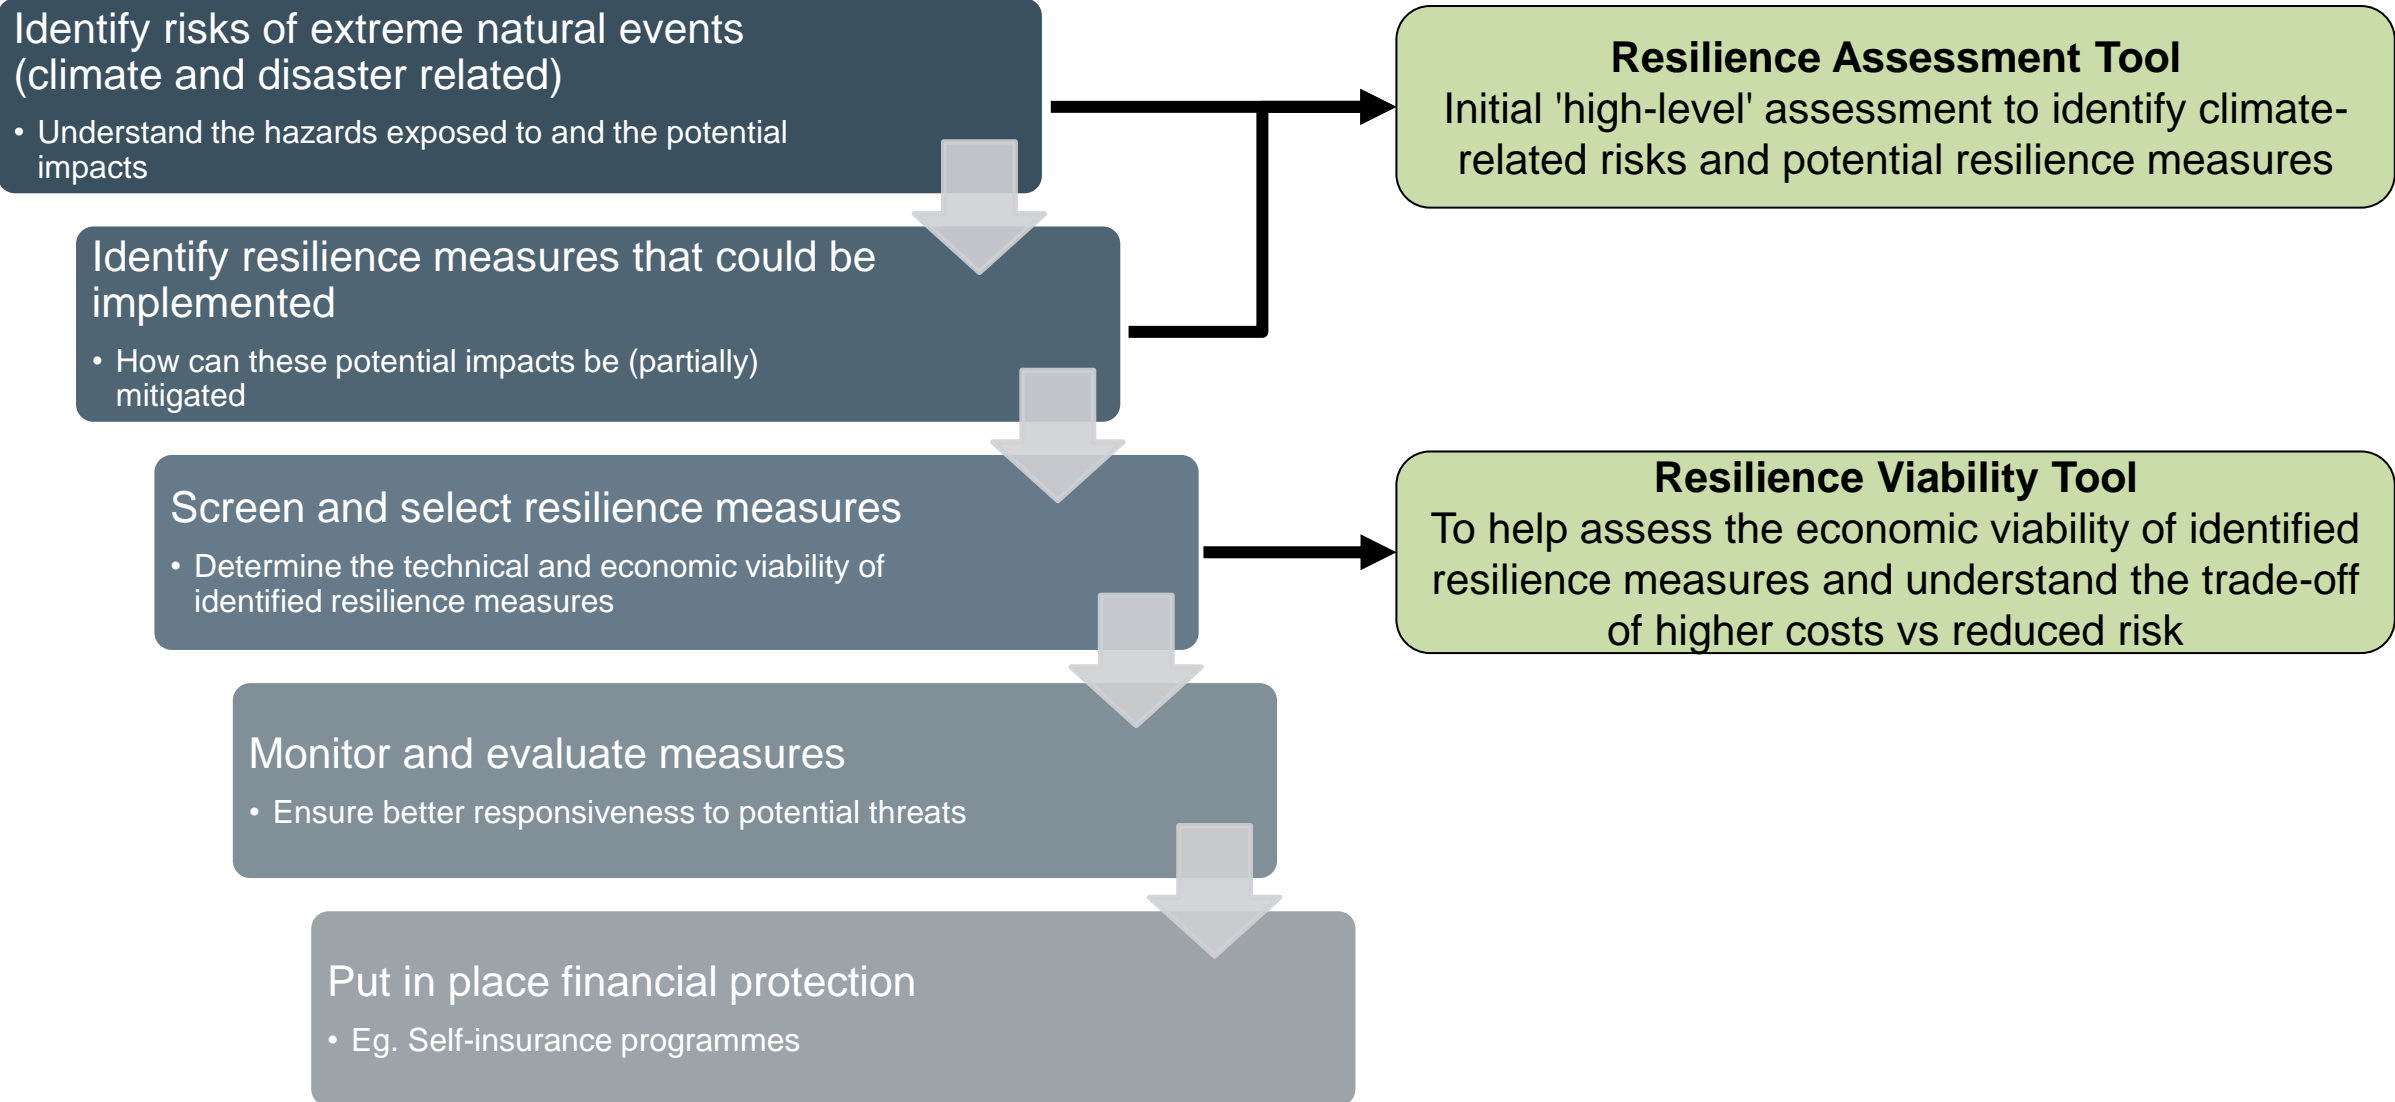 Identify risks of extreme natural events
(climate and disaster related)
• Understand the hazards exposed to and the potential
impacts
Resilience Assessment Tool
Initial 'high-level' assessment to identify climate-
related risks and potential resilience measures
Identify resilience measures that could be
implemented
• How can these potential impacts be (partially)
mitigated
Screen and select resilience measures
• Determine the technical and economic viability of
identified resilience measures
Resilience Viability Tool
To help assess the economic viability of identified
resilience measures and understand the trade-off
of higher costs vs reduced risk
Monitor and evaluate measures
• Ensure better responsiveness to potential threats
Put in place financial protection
• Eg. Self-insurance programmes